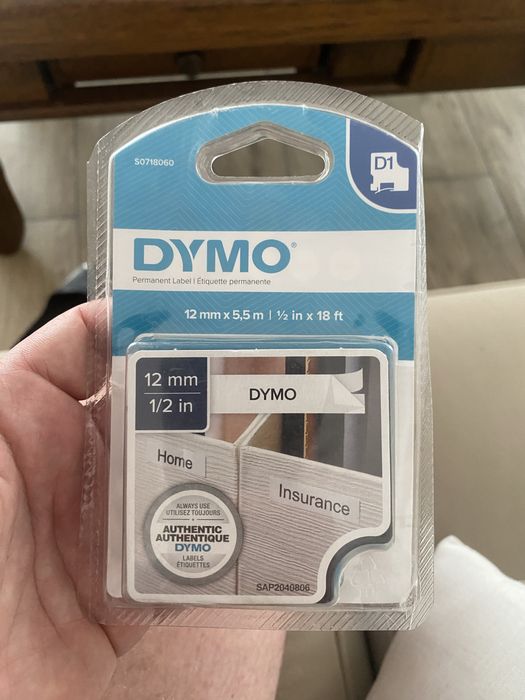 S0718060
D1
DYMO®
Permanent Label | Étiquette permanente
12 mm x 5,5 m | ½ in x 18 ft
12 mm
1/2 in
DYMO
Home
Insurance
ALWAYS USE
UTILISEZ TOUJOURS
AUTHENTIC
AUTHENTIQUE
DYMO
LABELS
ÉTIQUETTES
SAP2040806